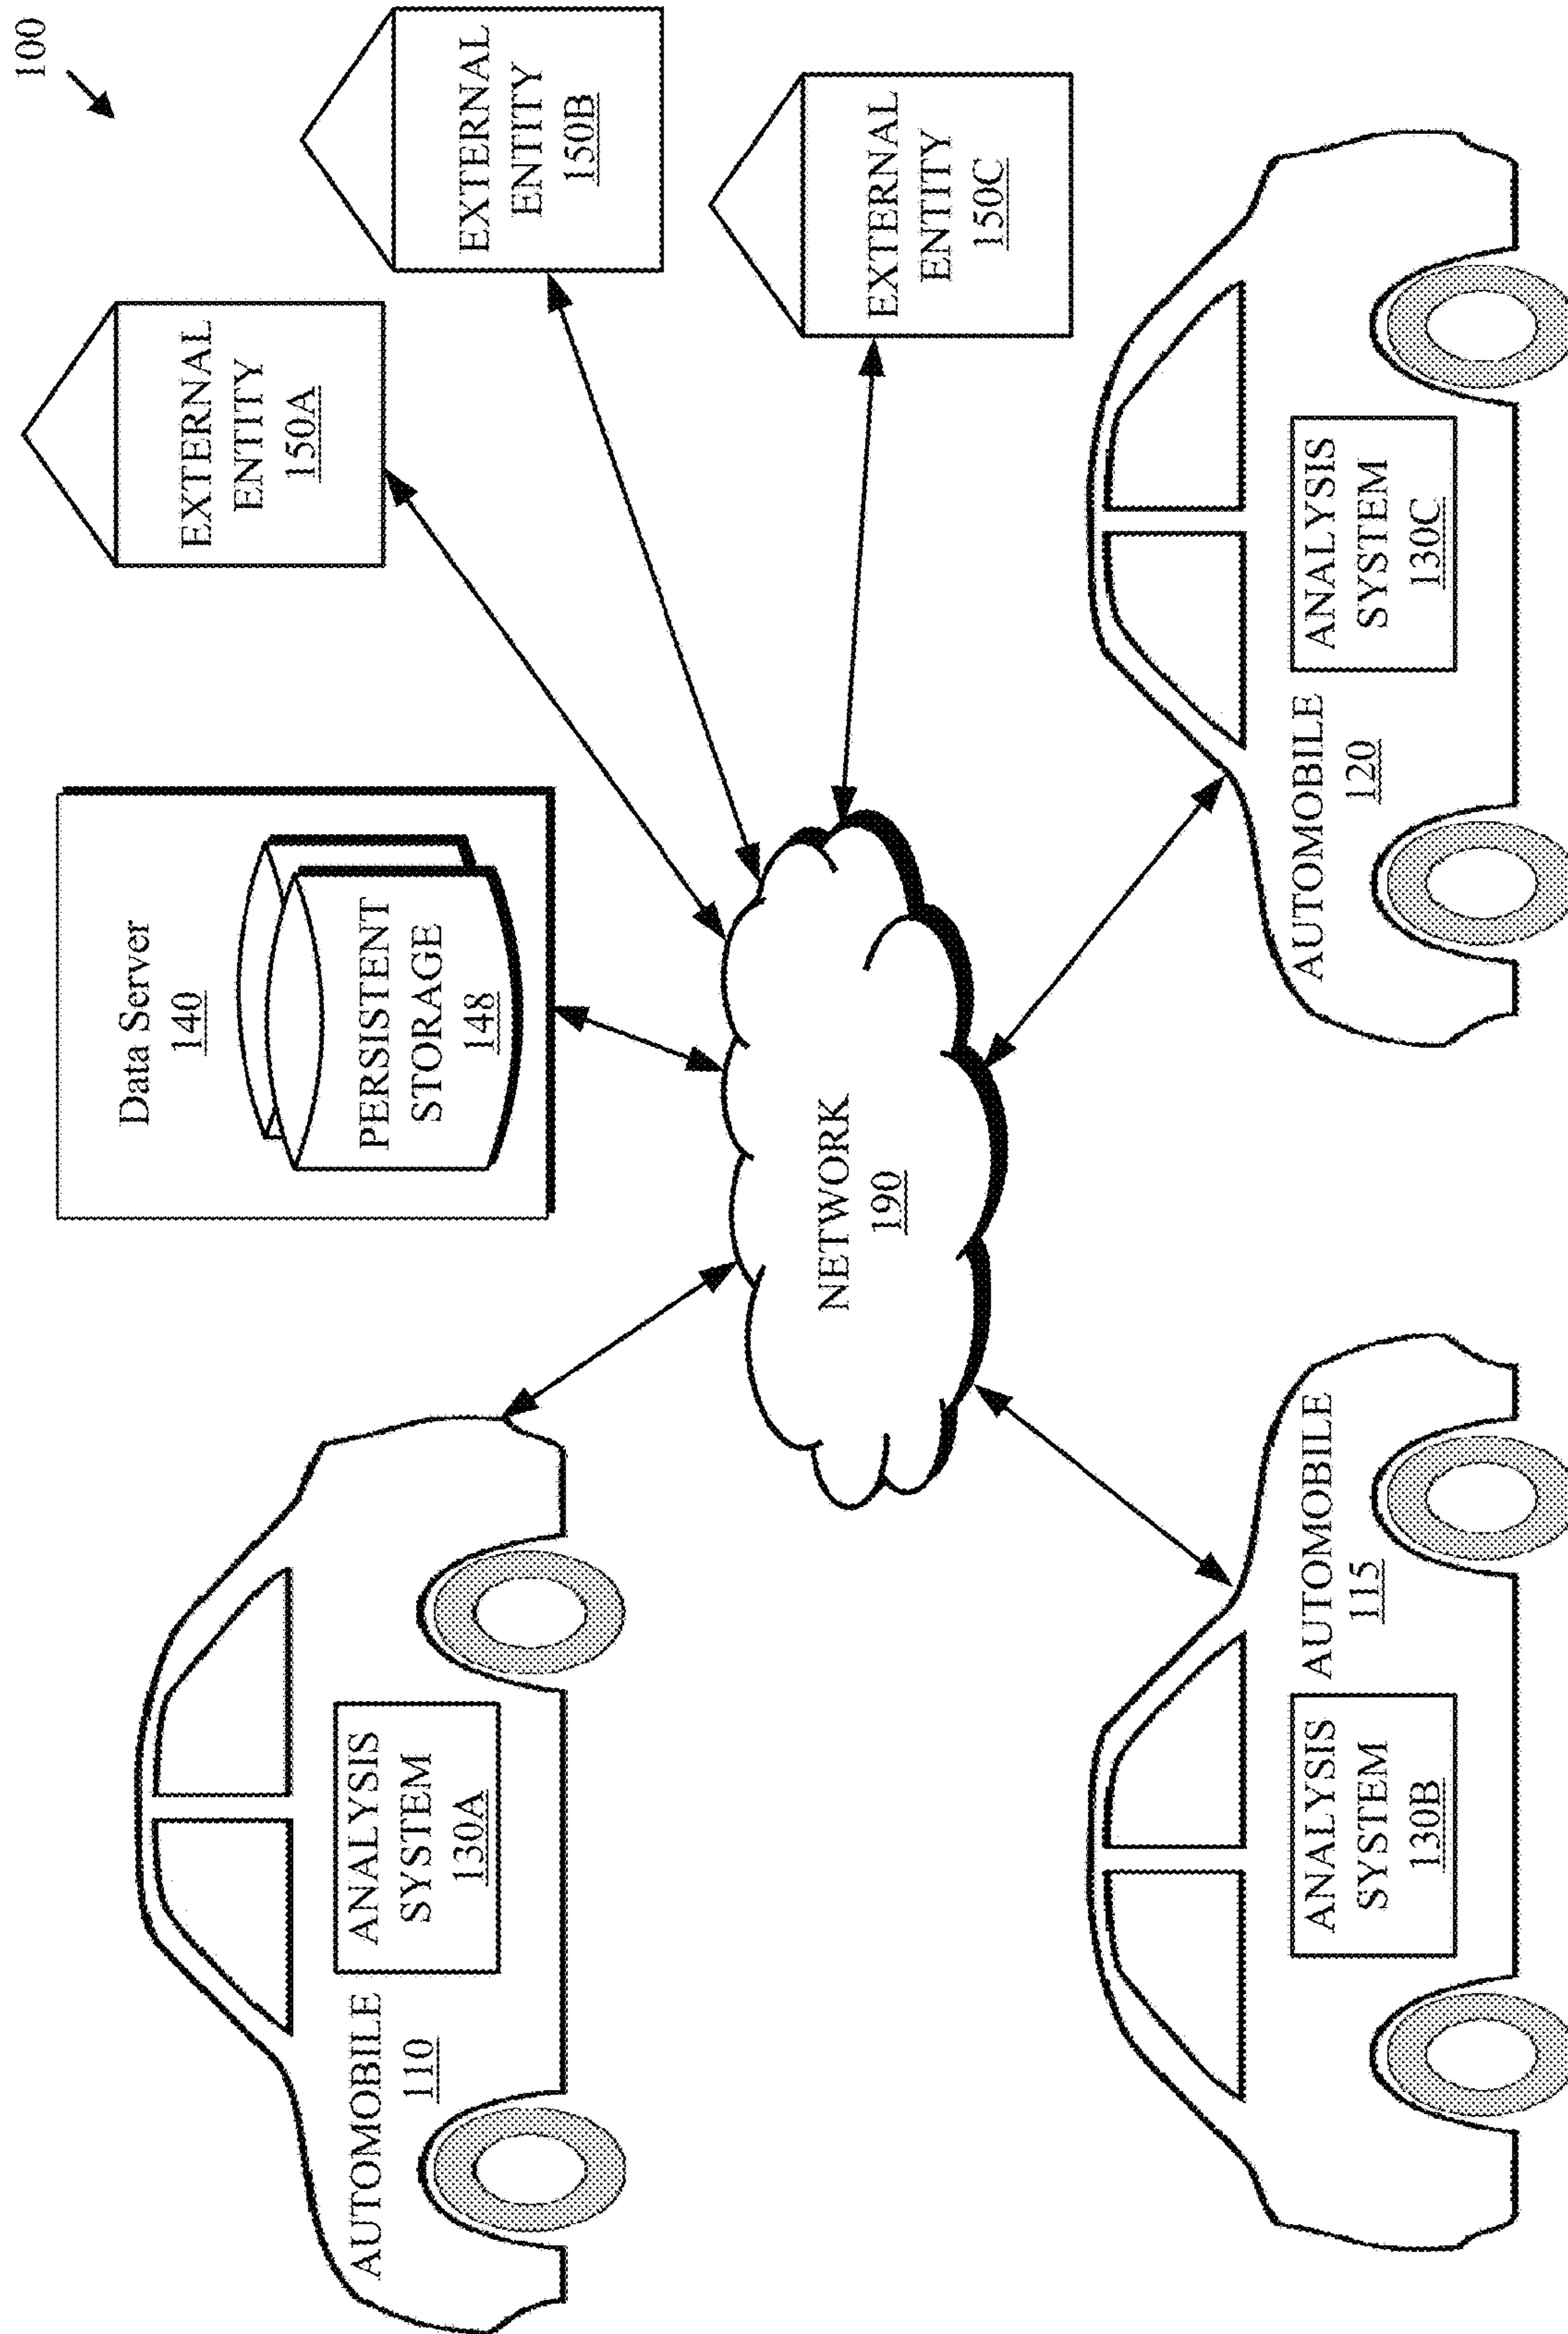 100
AUTOMOBILE
110
ANALYSIS
SYSTEM
130A
Data Server
140
PERSISTENT
STORAGE
148
EXTERNAL
ENTITY
150A
EXTERNAL
ENTITY
150B
EXTERNAL
ENTITY
150C
NETWORK
190
ANALYSIS
SYSTEM
130B
AUTOMOBILE
115
AUTOMOBILE
120
ANALYSIS
SYSTEM
130C